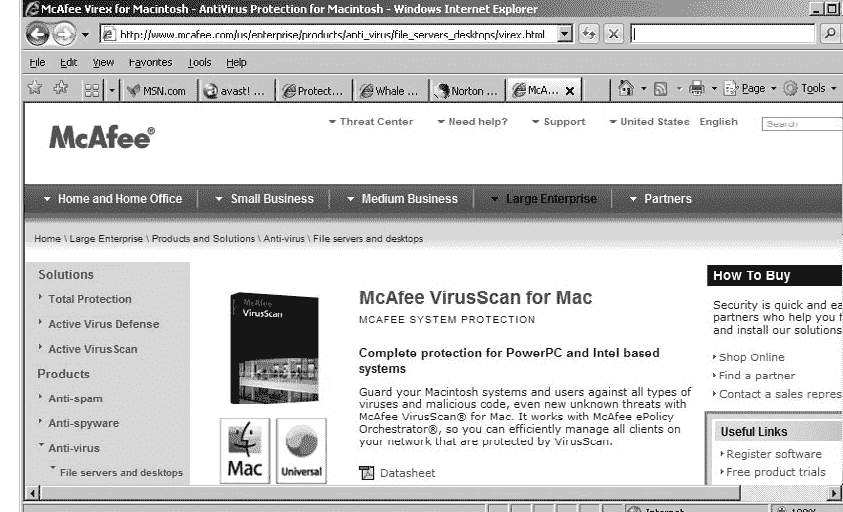 McAfee Virex for Macintosh - AntiVirus Protection for Macintosh - Windows Internet Explorer
http://www.mcafee.com/us/enterprise/products/anti_virus/file_servers_desktops/virex.html
File Edit View Favorites Tools Help
MSN.com avast! ... Protect... Whale ... Norton ... McA... Page Tools
McAfee®
Threat Center Need help? Support United States English Search
Home and Home Office Small Business Medium Business Large Enterprise Partners
Home \ Large Enterprise \ Products and Solutions \ Anti-virus \ File servers and desktops
Solutions
Total Protection
Active Virus Defense
Active VirusScan
Products
Anti-spam
Anti-spyware
Anti-virus
File servers and desktops
McAfee
VirusScan
Mac
Universal
McAfee VirusScan for Mac
MCAFEE SYSTEM PROTECTION
Complete protection for PowerPC and Intel based
systems
Guard your Macintosh systems and users against all types of
viruses and malicious code, even new unknown threats with
McAfee VirusScan® for Mac. It works with McAfee ePolicy
Orchestrator®, so you can efficiently manage all clients on
your network that are protected by VirusScan.
Datasheet
How To Buy
Security is quick and ea
partners who help you f
and install our solutions
Shop Online
Find a partner
Contact a sales repres
Useful Links
Register software
Free product trials
Internet 100%